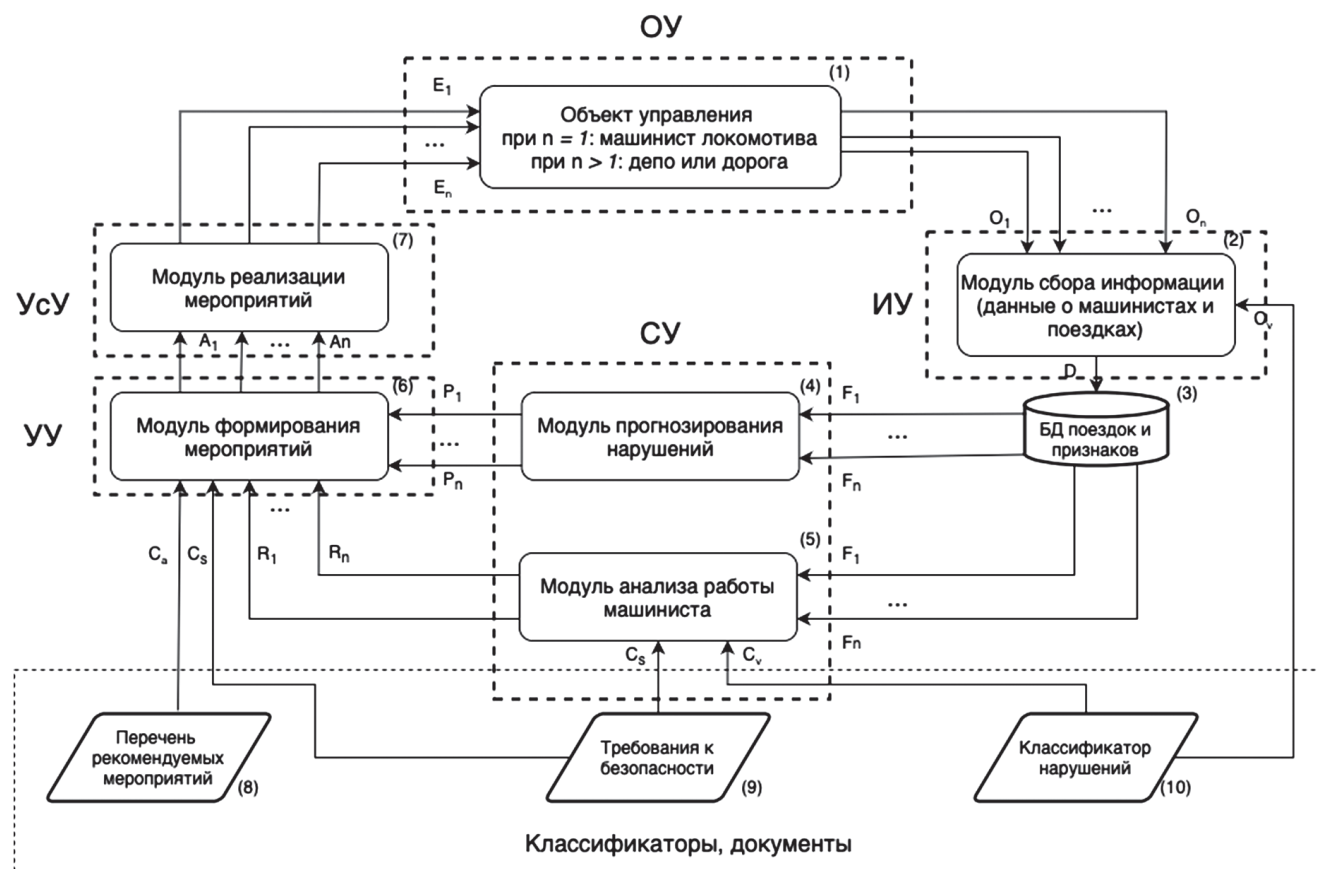 ОУ
(1)
E1
Объект управления
при n = 1: машинист локомотива
при n > 1: депо или дорога
...
En
O1
...
On
(7)
Модуль реализации
мероприятий
УсУ
A1
...
An
(2)
Модуль сбора информации
(данные о машинистах и
поездках)
ИУ
Ov
D
СУ
(6)
Модуль формирования
мероприятий
УУ
P1
...
Pn
(4)
Модуль прогнозирования
нарушений
F1
...
Fn
(3)
БД поездок и
признаков
...
Ca
Cs
R1
Rn
(5)
Модуль анализа работы
машиниста
F1
...
Fn
Cs
Cv
Перечень
рекомендуемых
мероприятий
(8)
Требования к
безопасности
(9)
Классификатор
нарушений
(10)
Классификаторы, документы